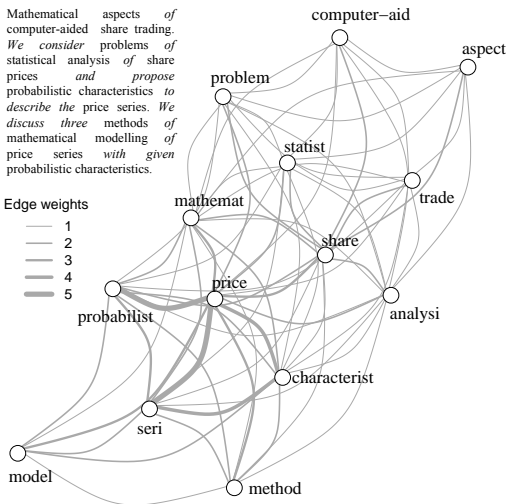 Mathematical aspects of
computer-aided share trading.
We consider problems of
statistical analysis of share
prices and propose
probabilistic characteristics to
describe the price series. We
discuss three methods of
mathematical modelling of
price series with given
probabilistic characteristics.
Edge weights
1
2
3
4
5
computer−aid
aspect
problem
statist
trade
mathemat
share
price
probabilist
analysi
characterist
seri
model
method